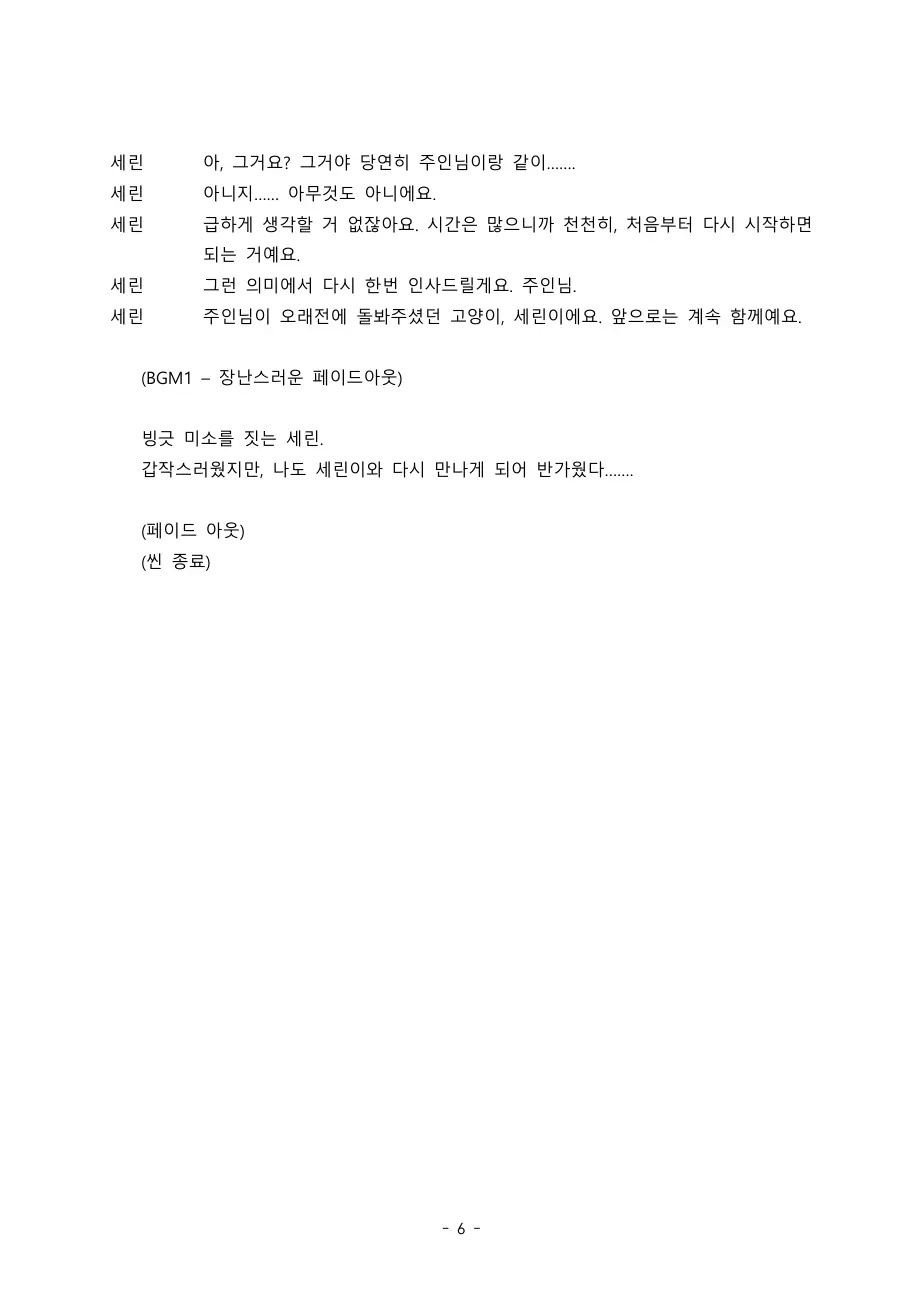 세린 아, 그거요? 그거야 당연히 주인님이랑 같이.......
세린 아니지...... 아무것도 아니에요.
세린 급하게 생각할 거 없잖아요. 시간은 많으니까 천천히, 처음부터 다시 시작하면
되는 거예요.
세린 그런 의미에서 다시 한번 인사드릴게요. 주인님.
세린 주인님이 오래전에 돌봐주셨던 고양이, 세린이에요. 앞으로는 계속 함께예요.
(BGM1 – 장난스러운 페이드아웃)
빙긋 미소를 짓는 세린.
갑작스러웠지만, 나도 세린이와 다시 만나게 되어 반가웠다.......
(페이드 아웃)
(씬 종료)
- 6 -